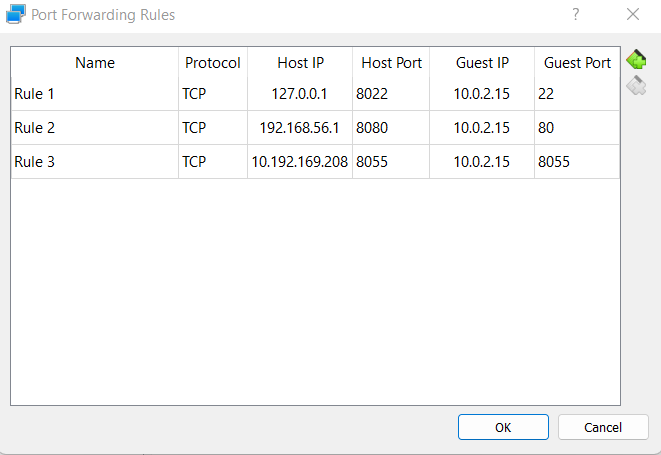 Port Forwarding Rules ?
Name Protocol Host IP Host Port Guest IP Guest Port
Rule 1 TCP 127.0.0.1 8022 10.0.2.15 22
Rule 2 TCP 192.168.56.1 8080 10.0.2.15 80
Rule 3 TCP 10.192.169.208 8055 10.0.2.15 8055
OK Cancel